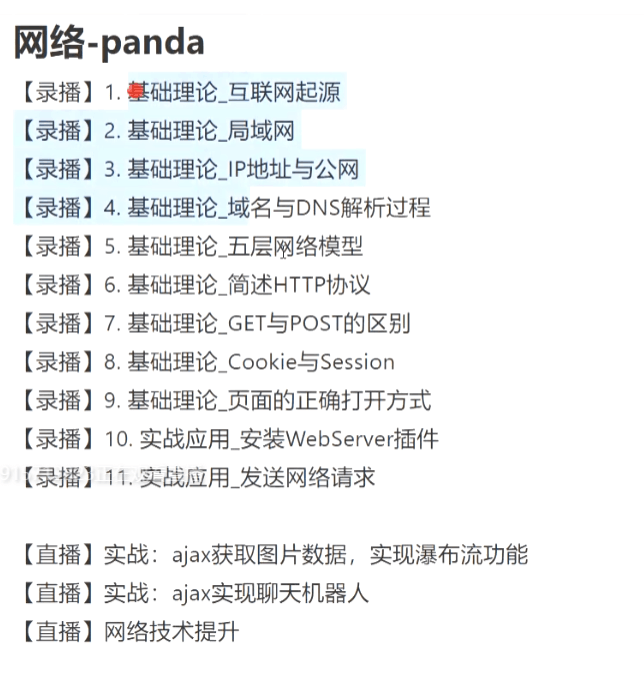 网络-panda
【录播】1. 基础理论_互联网起源
【录播】2. 基础理论_局域网
【录播】3. 基础理论_IP地址与公网
【录播】4. 基础理论_域名与DNS解析过程
【录播】5. 基础理论_五层网络模型
【录播】6. 基础理论_简述HTTP协议
【录播】7. 基础理论_GET与POST的区别
【录播】8. 基础理论_Cookie与Session
【录播】9. 基础理论_页面的正确打开方式
【录播】10. 实战应用_安装WebServer插件
【录播】11. 实战应用_发送网络请求
【直播】实战：ajax获取图片数据，实现瀑布流功能
【直播】实战：ajax实现聊天机器人
【直播】网络技术提升